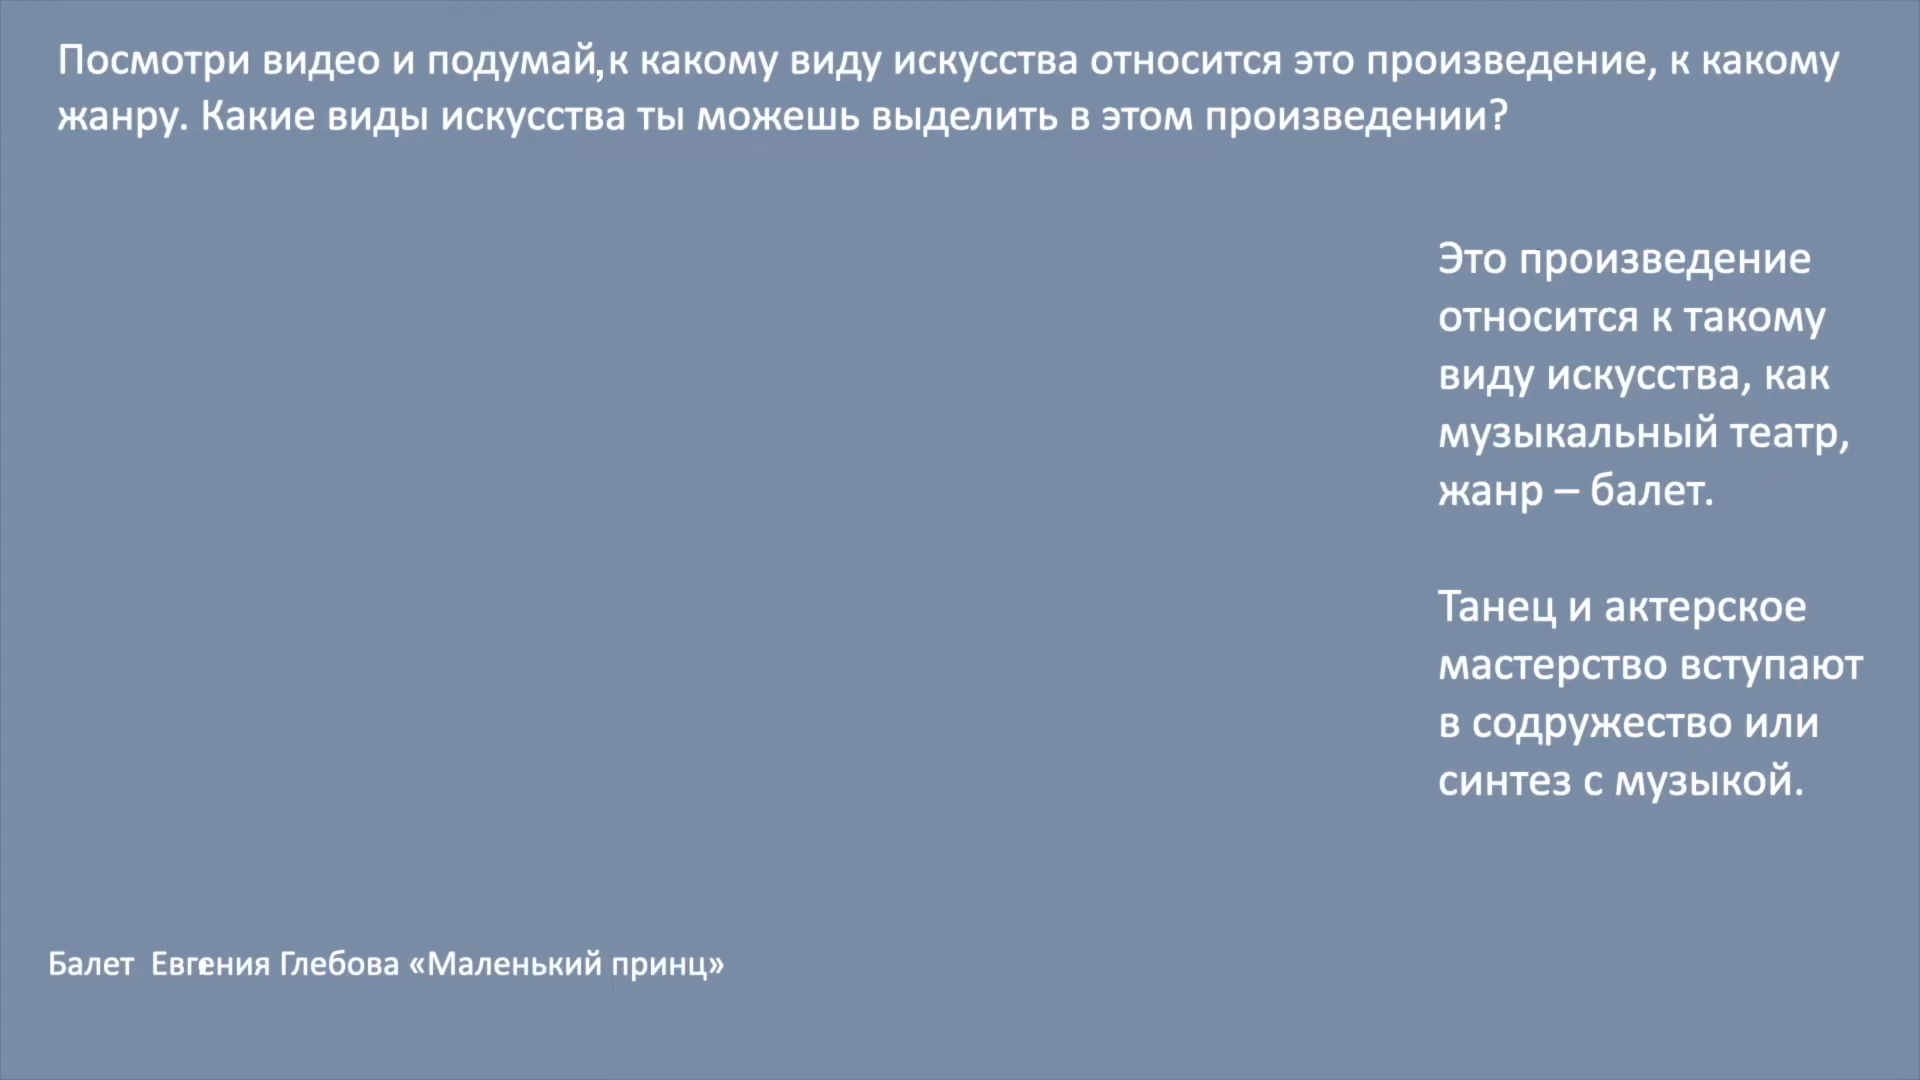 Посмотри видео и подумай,к какому виду искусства относится это произведение, к какому
жанру. Какие виды искусства ты можешь выделить в этом произведении?
Это произведение
относится к такому
виду искусства, как
музыкальный театр,
жанр – балет.
Танец и актерское
мастерство вступают
в содружество или
синтез с музыкой.
Балет  Евгения Глебова «Маленький принц»